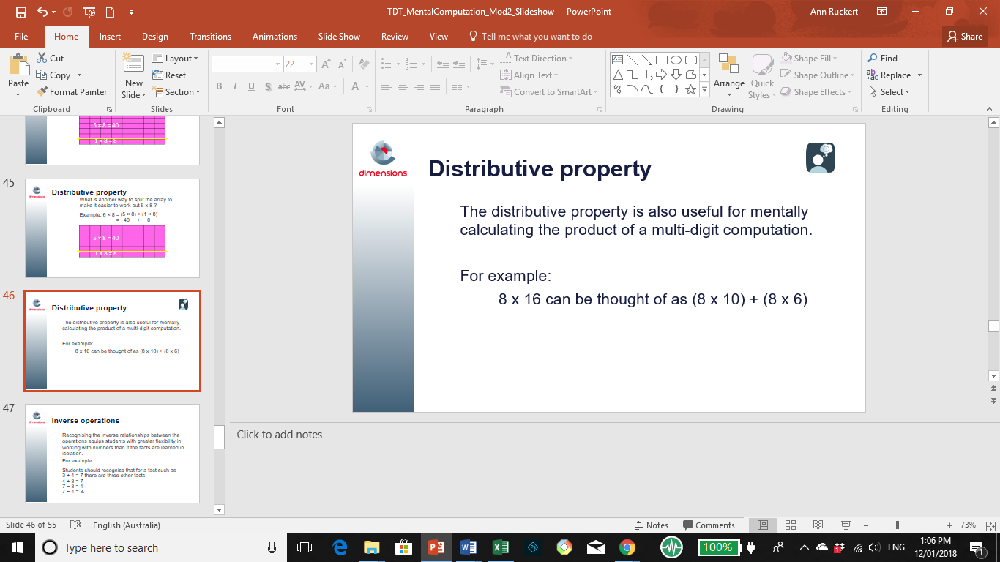 TDT_MentalComputation_Mod2_Slideshow - PowerPoint
Ann Ruckert
File Home Insert Design Transitions Animations Slide Show Review View Tell me what you want to do Share
Paste
Cut
Copy
Format Painter
Clipboard
New
Slide
Layout
Reset
Section
Slides
22
B I U S abc AV Aa A
Font
Text Direction
Align Text
Convert to SmartArt
Paragraph
Arrange
Quick
Styles
Shape Fill
Shape Outline
Shape Effects
Drawing
Find
Replace
Select
Editing
5 × 8 = 40
1 × 8 = 8
45
dimensions
Distributive property
What is another way to split the array to
make it easier to work out 6 x 8 ?
Example: 6 × 8 = (5 × 8) + (1 × 8)
= 40 + 8
5 × 8 = 40
1 × 8 = 8
46
dimensions
Distributive property
The distributive property is also useful for mentally
calculating the product of a multi-digit computation.
For example:
8 x 16 can be thought of as (8 x 10) + (8 x 6)
47
dimensions
Inverse operations
Recognising the inverse relationships between the
operations equips students with greater flexibility in
working with numbers than if the facts are learned in
isolation.
For example:
Students should recognise that for a fact such as
3 + 4 = 7 there are three other facts:
4 + 3 = 7
7 − 3 = 4
7 − 4 = 3.
dimensions
Distributive property
The distributive property is also useful for mentally
calculating the product of a multi-digit computation.
For example:
8 x 16 can be thought of as (8 x 10) + (8 x 6)
Click to add notes
Slide 46 of 55 English (Australia) Notes Comments 73%
Type here to search
100%
ENG
1:06 PM
12/01/2018
1